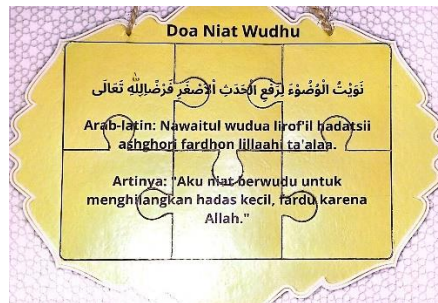 Doa Niat Wudhu
نَوَيْتُ الْوُضُوْءَ لِرَفْعِ الْحَدَثِ الْاَصْغَرِ فَرْضًالِلّٰهِ تَعَالَى
Arab-latin: Nawaitul wudua lirof'il hadatsii
ashghori fardhon lillaahi ta'alaa.
Artinya: "Aku niat berwudu untuk
menghilangkan hadas kecil, fardu karena
Allah."